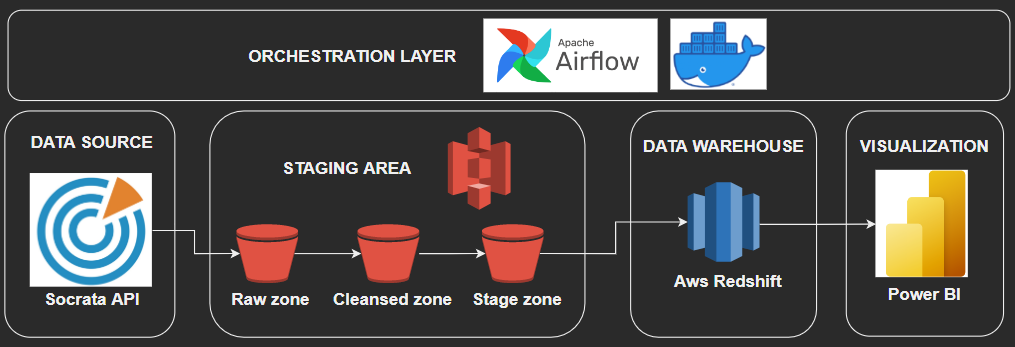 ORCHESTRATION LAYER
Apache
Airflow
DATA SOURCE
Socrata API
STAGING AREA
Raw zone
Cleansed zone
Stage zone
DATA WAREHOUSE
Aws Redshift
VISUALIZATION
Power BI